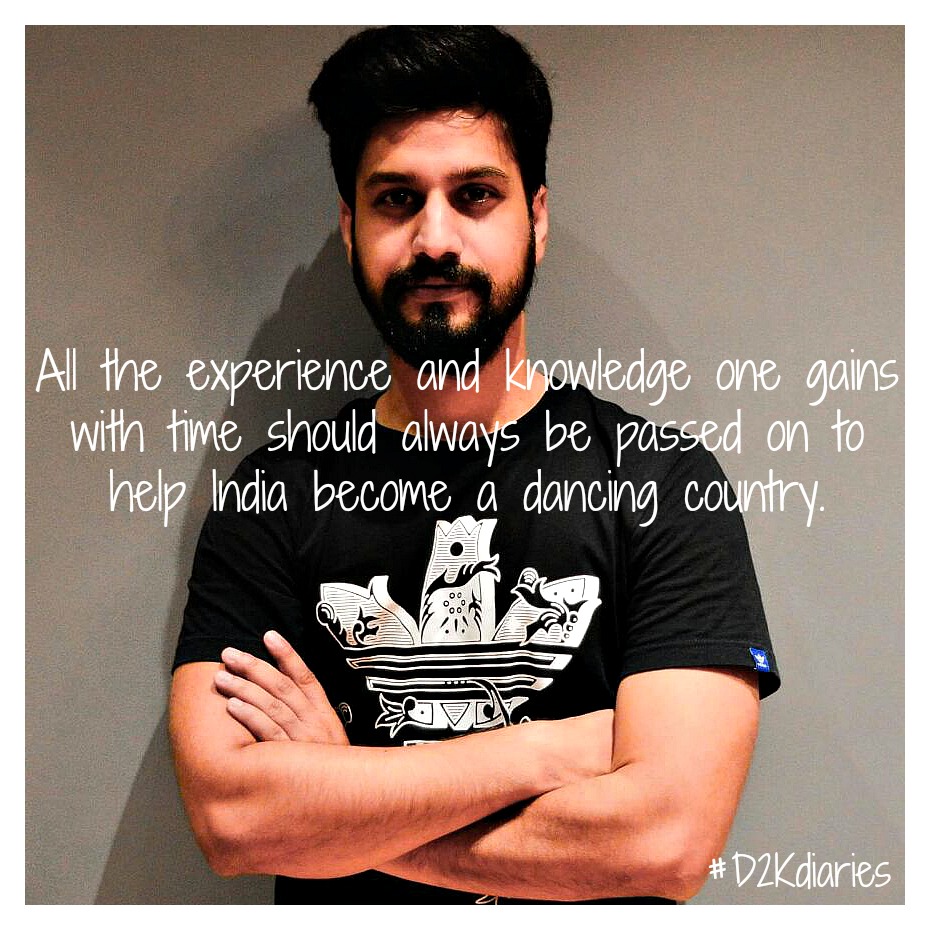 All the experience and knowledge one gains
with time should always be passed on to
help India become a dancing country.
#D2Kdiaries